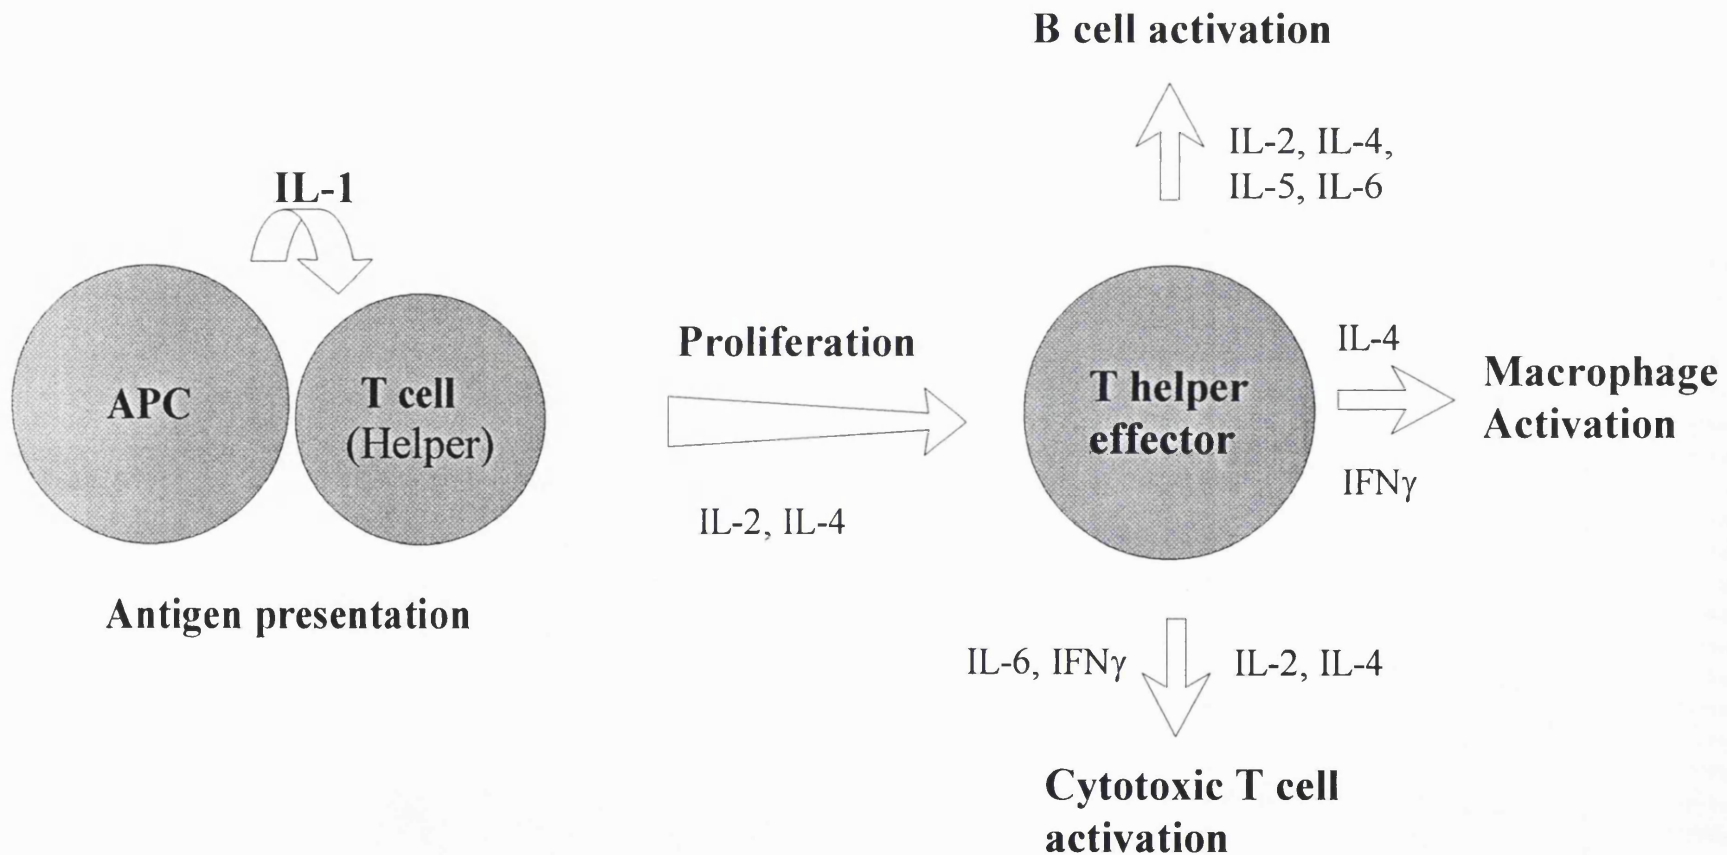 B cell activation
IL-2, IL-4,
IL-5, IL-6
IL-1
APC
T cell
(Helper)
Antigen presentation
Proliferation
IL-2, IL-4
T helper
effector
IL-4
IFNγ
Macrophage
Activation
IL-6, IFNγ
IL-2, IL-4
Cytotoxic T cell
activation